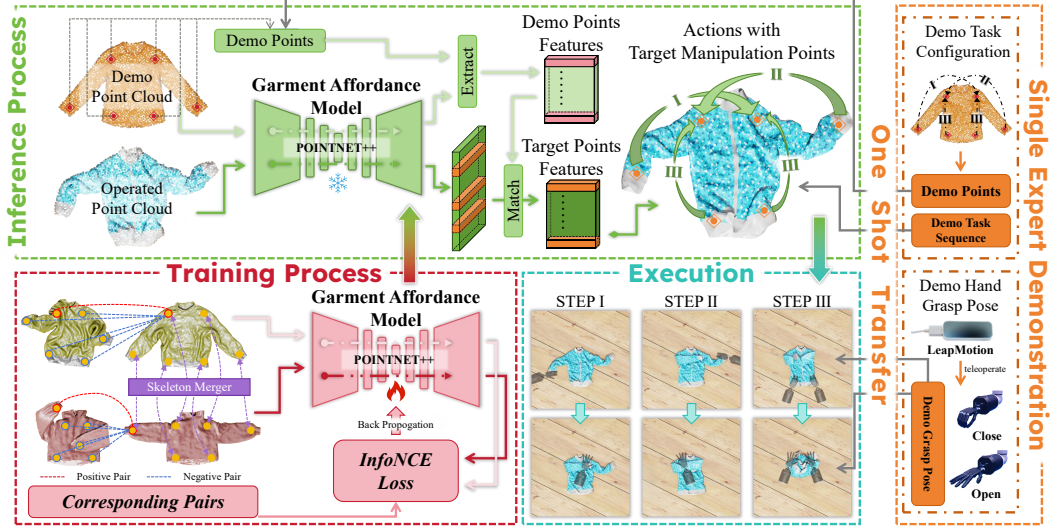 Inference Process
Demo
Point Cloud
Operated
Point Cloud
Demo Points
Garment Affordance
Model
POINTNET++
Extract
Match
Demo Points
Features
Target Points
Features
Actions with
Target Manipulation Points
I
II
III
III
One Shot Transfer
Single Expert Demonstration
Demo Task
Configuration
I
II
III
III
Demo Points
Demo Task
Sequence
Demo Hand
Grasp Pose
LeapMotion
teleoperate
Demo Grasp Pose
Close
Open
Training Process
Garment Affordance
Model
POINTNET++
Skeleton Merger
Back Propogation
InfoNCE
Loss
Positive Pair
Negative Pair
Corresponding Pairs
Execution
STEP I
STEP II
STEP III